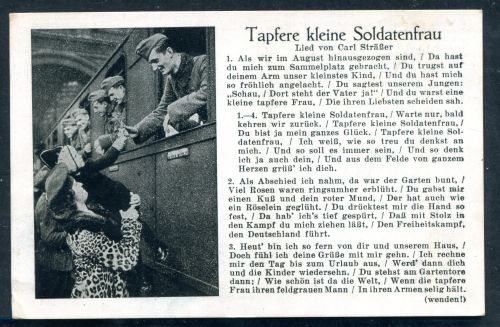 Tapfere kleine Soldatenfrau
Lied von Carl Sträßer
1. Als wir im August hinausgezogen sind, / Da hast
du mich zum Sammelplatz gebracht, / Du trugst auf
deinem Arm unser kleinstes Kind, / Und du hast mich
so fröhlich angelacht. / Du sagtest unserem Jungen:
„Schau, / Dort steht der Vater ja!“ / Und du warst eine
kleine tapfere Frau, / Die ihren Liebsten scheiden sah.
1.—4. Tapfere kleine Soldatenfrau, / Warte nur, bald
kehren wir zurück. / Tapfere kleine Soldatenfrau, /
Du bist ja mein ganzes Glück. / Tapfere kleine Sol-
datenfrau, / Ich weiß, wie so treu du denkst an
mich. / Und so soll es immer sein, / Und so denk
ich ja auch dein, / Und aus dem Felde von ganzem
Herzen grüß' ich dich.
2. Als Abschied ich nahm, da war der Garten bunt, /
Viel Rosen waren ringsumher erblüht. / Du gabst mir
einen Kuß und dein roter Mund, / Der hat auch wie
ein Röselein geglüht. / Du drücktest mir die Hand so
fest, / Da hab' ich's tief gespürt, / Daß mit Stolz in
den Kampf du mich ziehen läßt, / Den Freiheitskampf,
den Deutschland führt.
3. Heut' bin ich so fern von dir und unserem Haus, /
Doch fühl ich deine Grüße mit mir gehn. / Ich rechne
mir den Tag bis zum Urlaub aus, / Werd' dann dich
und die Kinder wiedersehn. / Du stehst am Gartentore
dann; / Wie schön ist da die Welt, / Wenn die tapfere
Frau ihren feldgrauen Mann / In ihren Armen selig hält.
(wenden!)